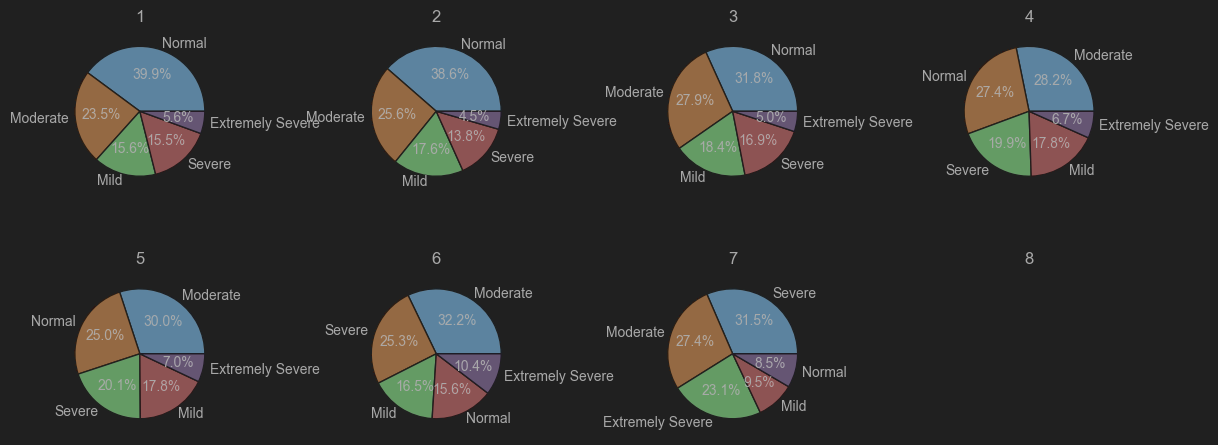 1
Normal
39.9%
Moderate
23.5%
Mild
15.6%
Severe
15.5%
Extremely Severe
5.6%
2
Normal
38.6%
Moderate
25.6%
Mild
17.6%
Severe
13.8%
Extremely Severe
4.5%
3
Normal
31.8%
Moderate
27.9%
Mild
18.4%
Severe
16.9%
Extremely Severe
5.0%
4
Moderate
28.2%
Normal
27.4%
Severe
19.9%
Mild
17.8%
Extremely Severe
6.7%
5
Moderate
30.0%
Normal
25.0%
Severe
20.1%
Mild
17.8%
Extremely Severe
7.0%
6
Moderate
32.2%
Severe
25.3%
Mild
16.5%
Normal
15.6%
Extremely Severe
10.4%
7
Severe
31.5%
Moderate
27.4%
Extremely Severe
23.1%
Mild
9.5%
Normal
8.5%
8